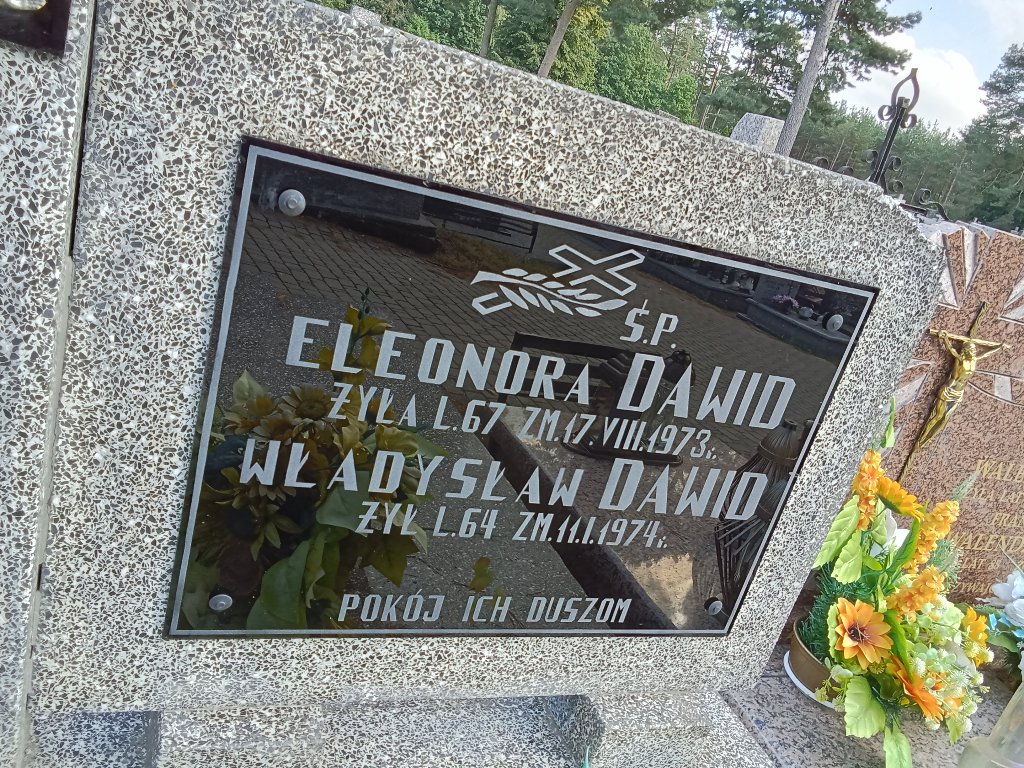 Ś.P.
ELEONORA DAWID
ŻYŁA L.67 ZM.17.VIII.1973r.
WŁADYSŁAW DAWID
ŻYŁ L.64 ZM.11.I.1974r.
POKÓJ ICH DUSZOM